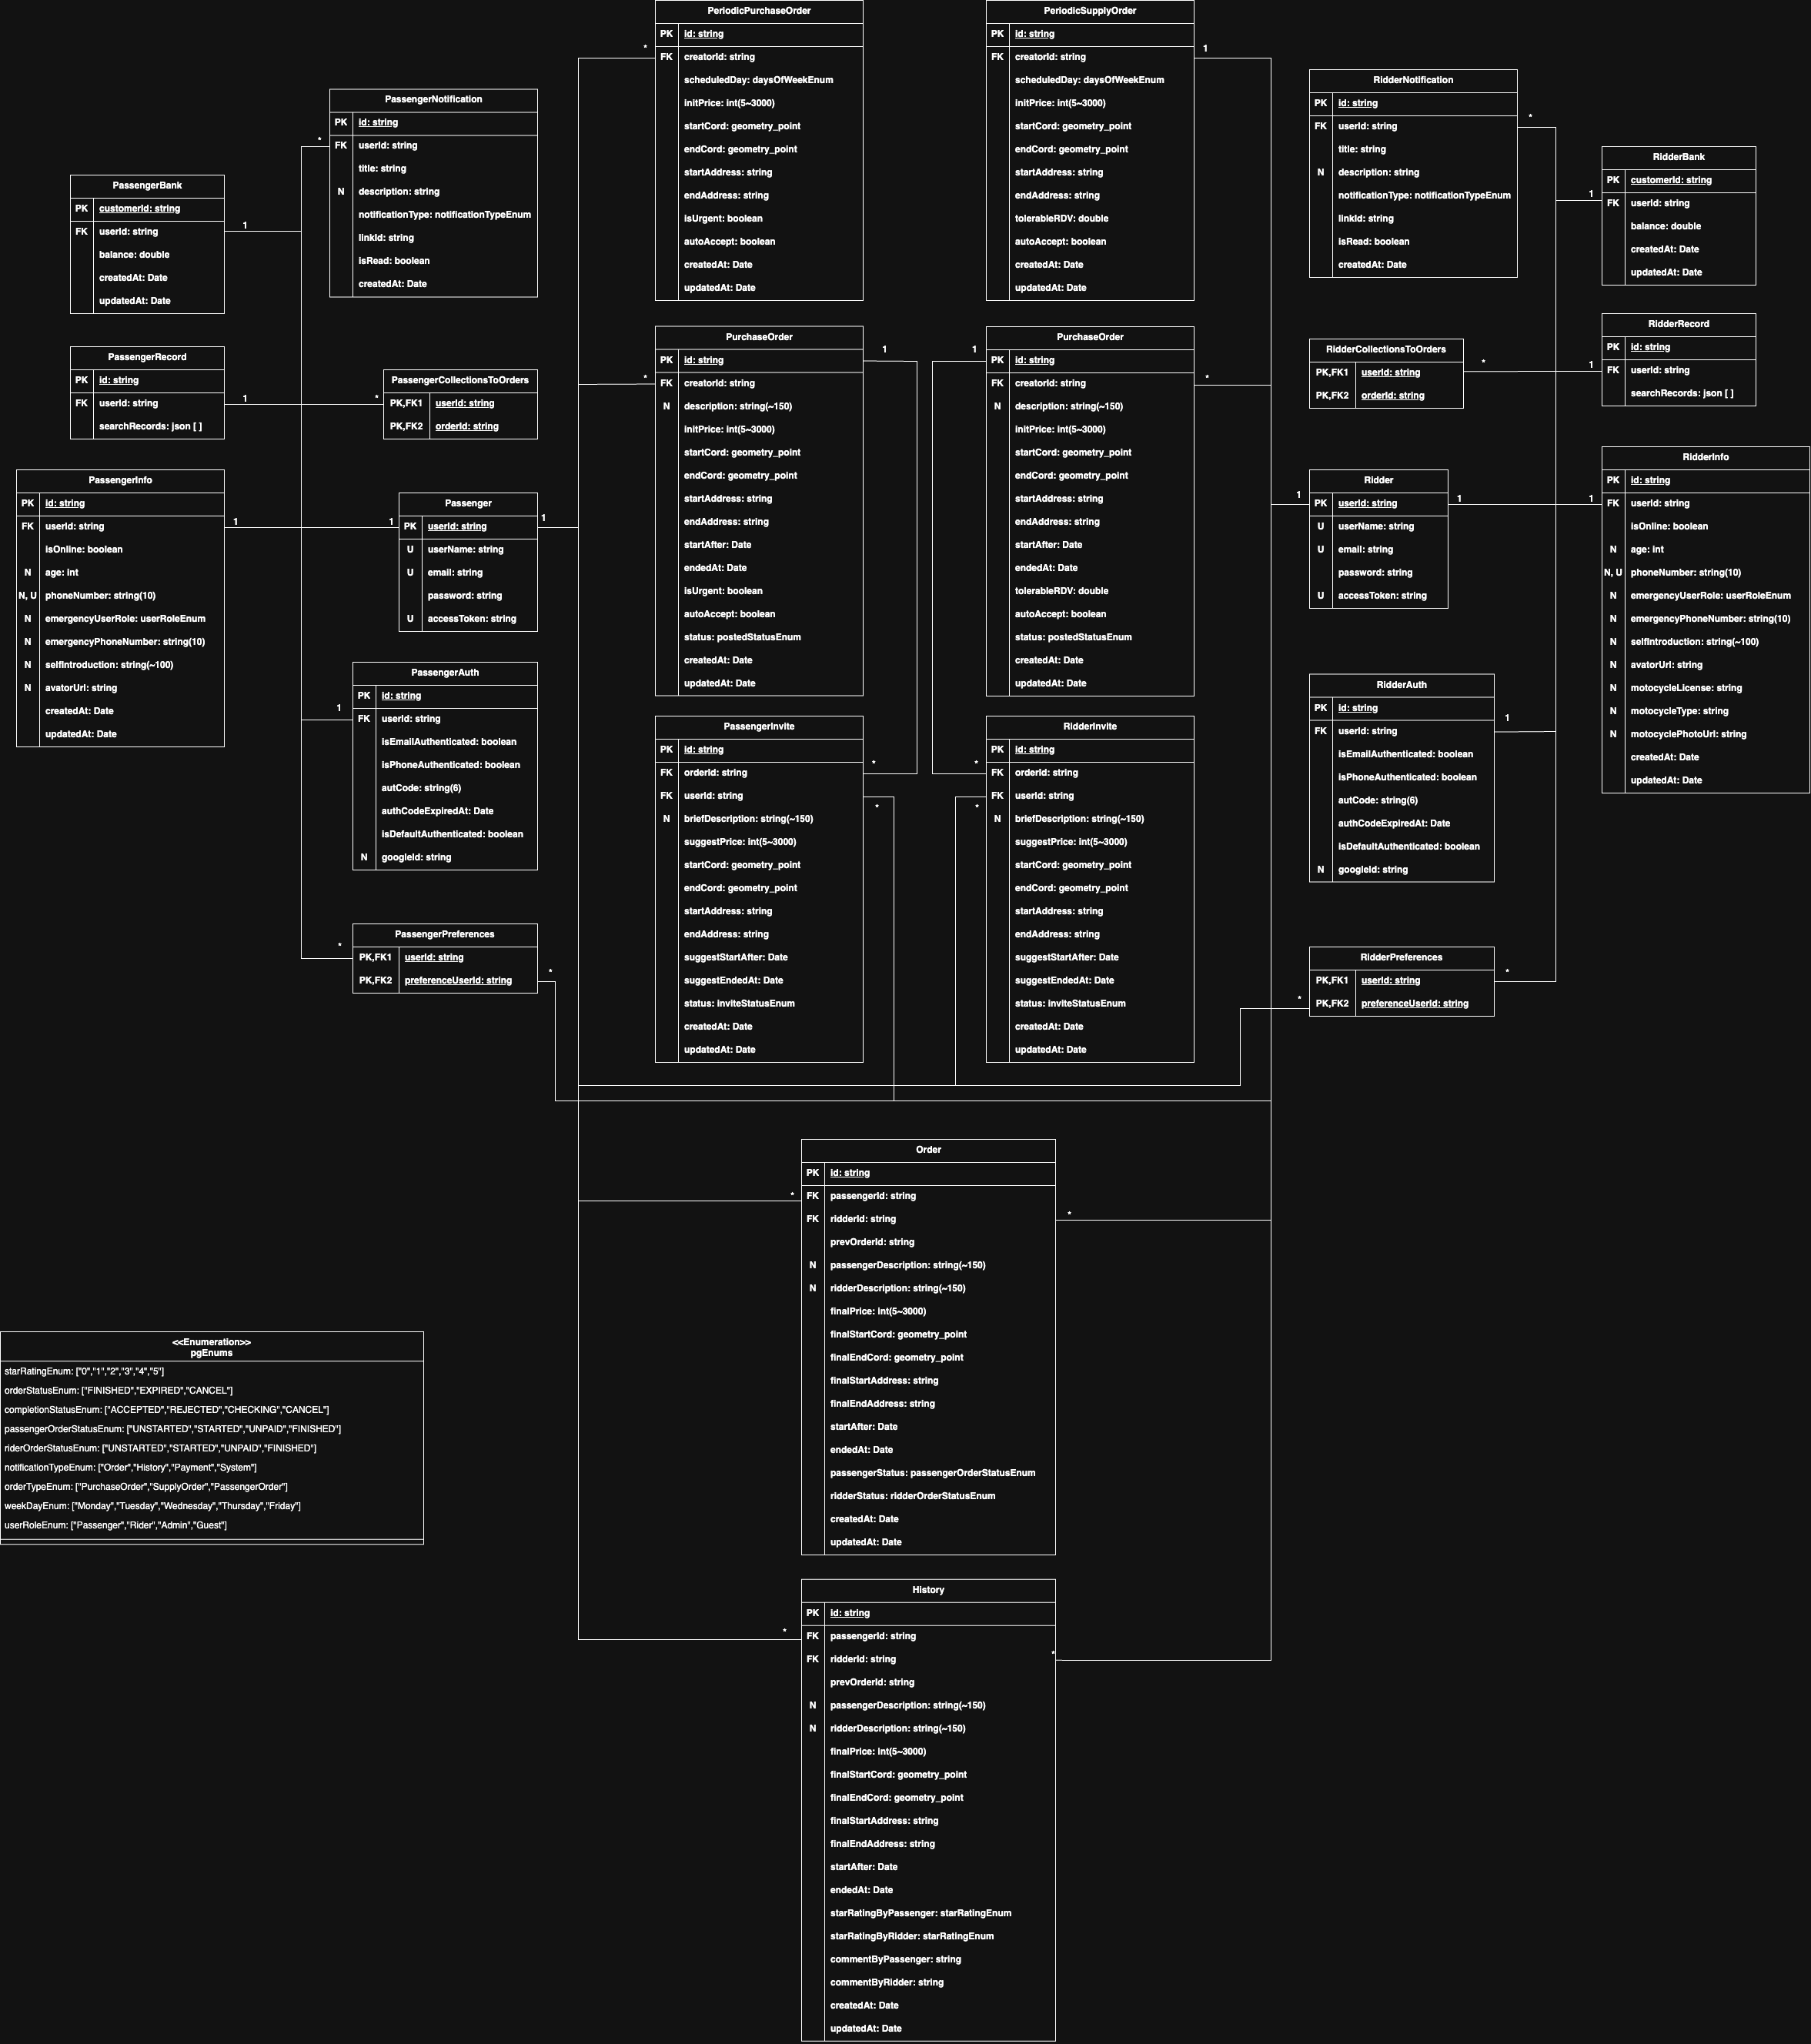 PeriodicPurchaseOrder
PK id: string
FK creatorId: string
scheduledDay: daysOfWeekEnum
initPrice: int(5~3000)
startCord: geometry_point
endCord: geometry_point
startAddress: string
endAddress: string
isUrgent: boolean
autoAccept: boolean
createdAt: Date
updatedAt: Date
*
PeriodicSupplyOrder
PK id: string
FK creatorId: string
scheduledDay: daysOfWeekEnum
initPrice: int(5~3000)
startCord: geometry_point
endCord: geometry_point
startAddress: string
endAddress: string
tolerableRDV: double
autoAccept: boolean
createdAt: Date
updatedAt: Date
1
PassengerNotification
PK id: string
FK userId: string
title: string
N description: string
notificationType: notificationTypeEnum
linkId: string
isRead: boolean
createdAt: Date
*
RidderNotification
PK id: string
FK userId: string
title: string
N description: string
notificationType: notificationTypeEnum
linkId: string
isRead: boolean
createdAt: Date
*
PassengerBank
PK customerId: string
FK userId: string
balance: double
createdAt: Date
updatedAt: Date
1
RidderBank
PK customerId: string
FK userId: string
balance: double
createdAt: Date
updatedAt: Date
1
PassengerRecord
PK id: string
FK userId: string
searchRecords: json [ ]
1
PassengerCollectionsToOrders
PK,FK1 userId: string
PK,FK2 orderId: string
*
PurchaseOrder
PK id: string
FK creatorId: string
N description: string(~150)
initPrice: int(5~3000)
startCord: geometry_point
endCord: geometry_point
startAddress: string
endAddress: string
startAfter: Date
endedAt: Date
isUrgent: boolean
autoAccept: boolean
status: postedStatusEnum
createdAt: Date
updatedAt: Date
*
1
PurchaseOrder
PK id: string
FK creatorId: string
N description: string(~150)
initPrice: int(5~3000)
startCord: geometry_point
endCord: geometry_point
startAddress: string
endAddress: string
startAfter: Date
endedAt: Date
tolerableRDV: double
autoAccept: boolean
status: postedStatusEnum
createdAt: Date
updatedAt: Date
1
*
RidderCollectionsToOrders
PK,FK1 userId: string
PK,FK2 orderId: string
*
RidderRecord
PK id: string
FK userId: string
searchRecords: json [ ]
1
PassengerInfo
PK id: string
FK userId: string
isOnline: boolean
N age: int
N, U phoneNumber: string(10)
N emergencyUserRole: userRoleEnum
N emergencyPhoneNumber: string(10)
N selfIntroduction: string(~100)
N avatorUrl: string
createdAt: Date
updatedAt: Date
1
Passenger
PK userId: string
U userName: string
U email: string
password: string
U accessToken: string
1
1
Ridder
PK userId: string
U userName: string
U email: string
password: string
U accessToken: string
1
1
RidderInfo
PK id: string
FK userId: string
isOnline: boolean
N age: int
N, U phoneNumber: string(10)
N emergencyUserRole: userRoleEnum
N emergencyPhoneNumber: string(10)
N selfIntroduction: string(~100)
N avatorUrl: string
N motocycleLicense: string
N motocycleType: string
N motocyclePhotoUrl: string
createdAt: Date
updatedAt: Date
1
PassengerAuth
PK id: string
FK userId: string
isEmailAuthenticated: boolean
isPhoneAuthenticated: boolean
autCode: string(6)
authCodeExpiredAt: Date
isDefaultAuthenticated: boolean
N googleId: string
1
RidderAuth
PK id: string
FK userId: string
isEmailAuthenticated: boolean
isPhoneAuthenticated: boolean
autCode: string(6)
authCodeExpiredAt: Date
isDefaultAuthenticated: boolean
N googleId: string
1
PassengerInvite
PK id: string
FK orderId: string
FK userId: string
N briefDescription: string(~150)
suggestPrice: int(5~3000)
startCord: geometry_point
endCord: geometry_point
startAddress: string
endAddress: string
suggestStartAfter: Date
suggestEndedAt: Date
status: inviteStatusEnum
createdAt: Date
updatedAt: Date
*
*
RidderInvite
PK id: string
FK orderId: string
FK userId: string
N briefDescription: string(~150)
suggestPrice: int(5~3000)
startCord: geometry_point
endCord: geometry_point
startAddress: string
endAddress: string
suggestStartAfter: Date
suggestEndedAt: Date
status: inviteStatusEnum
createdAt: Date
updatedAt: Date
*
*
PassengerPreferences
PK,FK1 userId: string
PK,FK2 preferenceUserId: string
*
*
RidderPreferences
PK,FK1 userId: string
PK,FK2 preferenceUserId: string
*
*
Order
PK id: string
FK passengerId: string
FK ridderId: string
prevOrderId: string
N passengerDescription: string(~150)
N ridderDescription: string(~150)
finalPrice: int(5~3000)
finalStartCord: geometry_point
finalEndCord: geometry_point
finalStartAddress: string
finalEndAddress: string
startAfter: Date
endedAt: Date
passengerStatus: passengerOrderStatusEnum
ridderStatus: ridderOrderStatusEnum
createdAt: Date
updatedAt: Date
*
*
<<Enumeration>>
pgEnums
starRatingEnum: ["0","1","2","3","4","5"]
orderStatusEnum: ["FINISHED","EXPIRED","CANCEL"]
completionStatusEnum: ["ACCEPTED","REJECTED","CHECKING","CANCEL"]
passengerOrderStatusEnum: ["UNSTARTED","STARTED","UNPAID","FINISHED"]
riderOrderStatusEnum: ["UNSTARTED","STARTED","UNPAID","FINISHED"]
notificationTypeEnum: ["Order","History","Payment","System"]
orderTypeEnum: ["PurchaseOrder","SupplyOrder","PassengerOrder"]
weekDayEnum: ["Monday","Tuesday","Wednesday","Thursday","Friday"]
userRoleEnum: ["Passenger","Rider","Admin","Guest"]
History
PK id: string
FK passengerId: string
FK ridderId: string
prevOrderId: string
N passengerDescription: string(~150)
N ridderDescription: string(~150)
finalPrice: int(5~3000)
finalStartCord: geometry_point
finalEndCord: geometry_point
finalStartAddress: string
finalEndAddress: string
startAfter: Date
endedAt: Date
starRatingByPassenger: starRatingEnum
starRatingByRidder: starRatingEnum
commentByPassenger: string
commentByRidder: string
createdAt: Date
updatedAt: Date
*
*